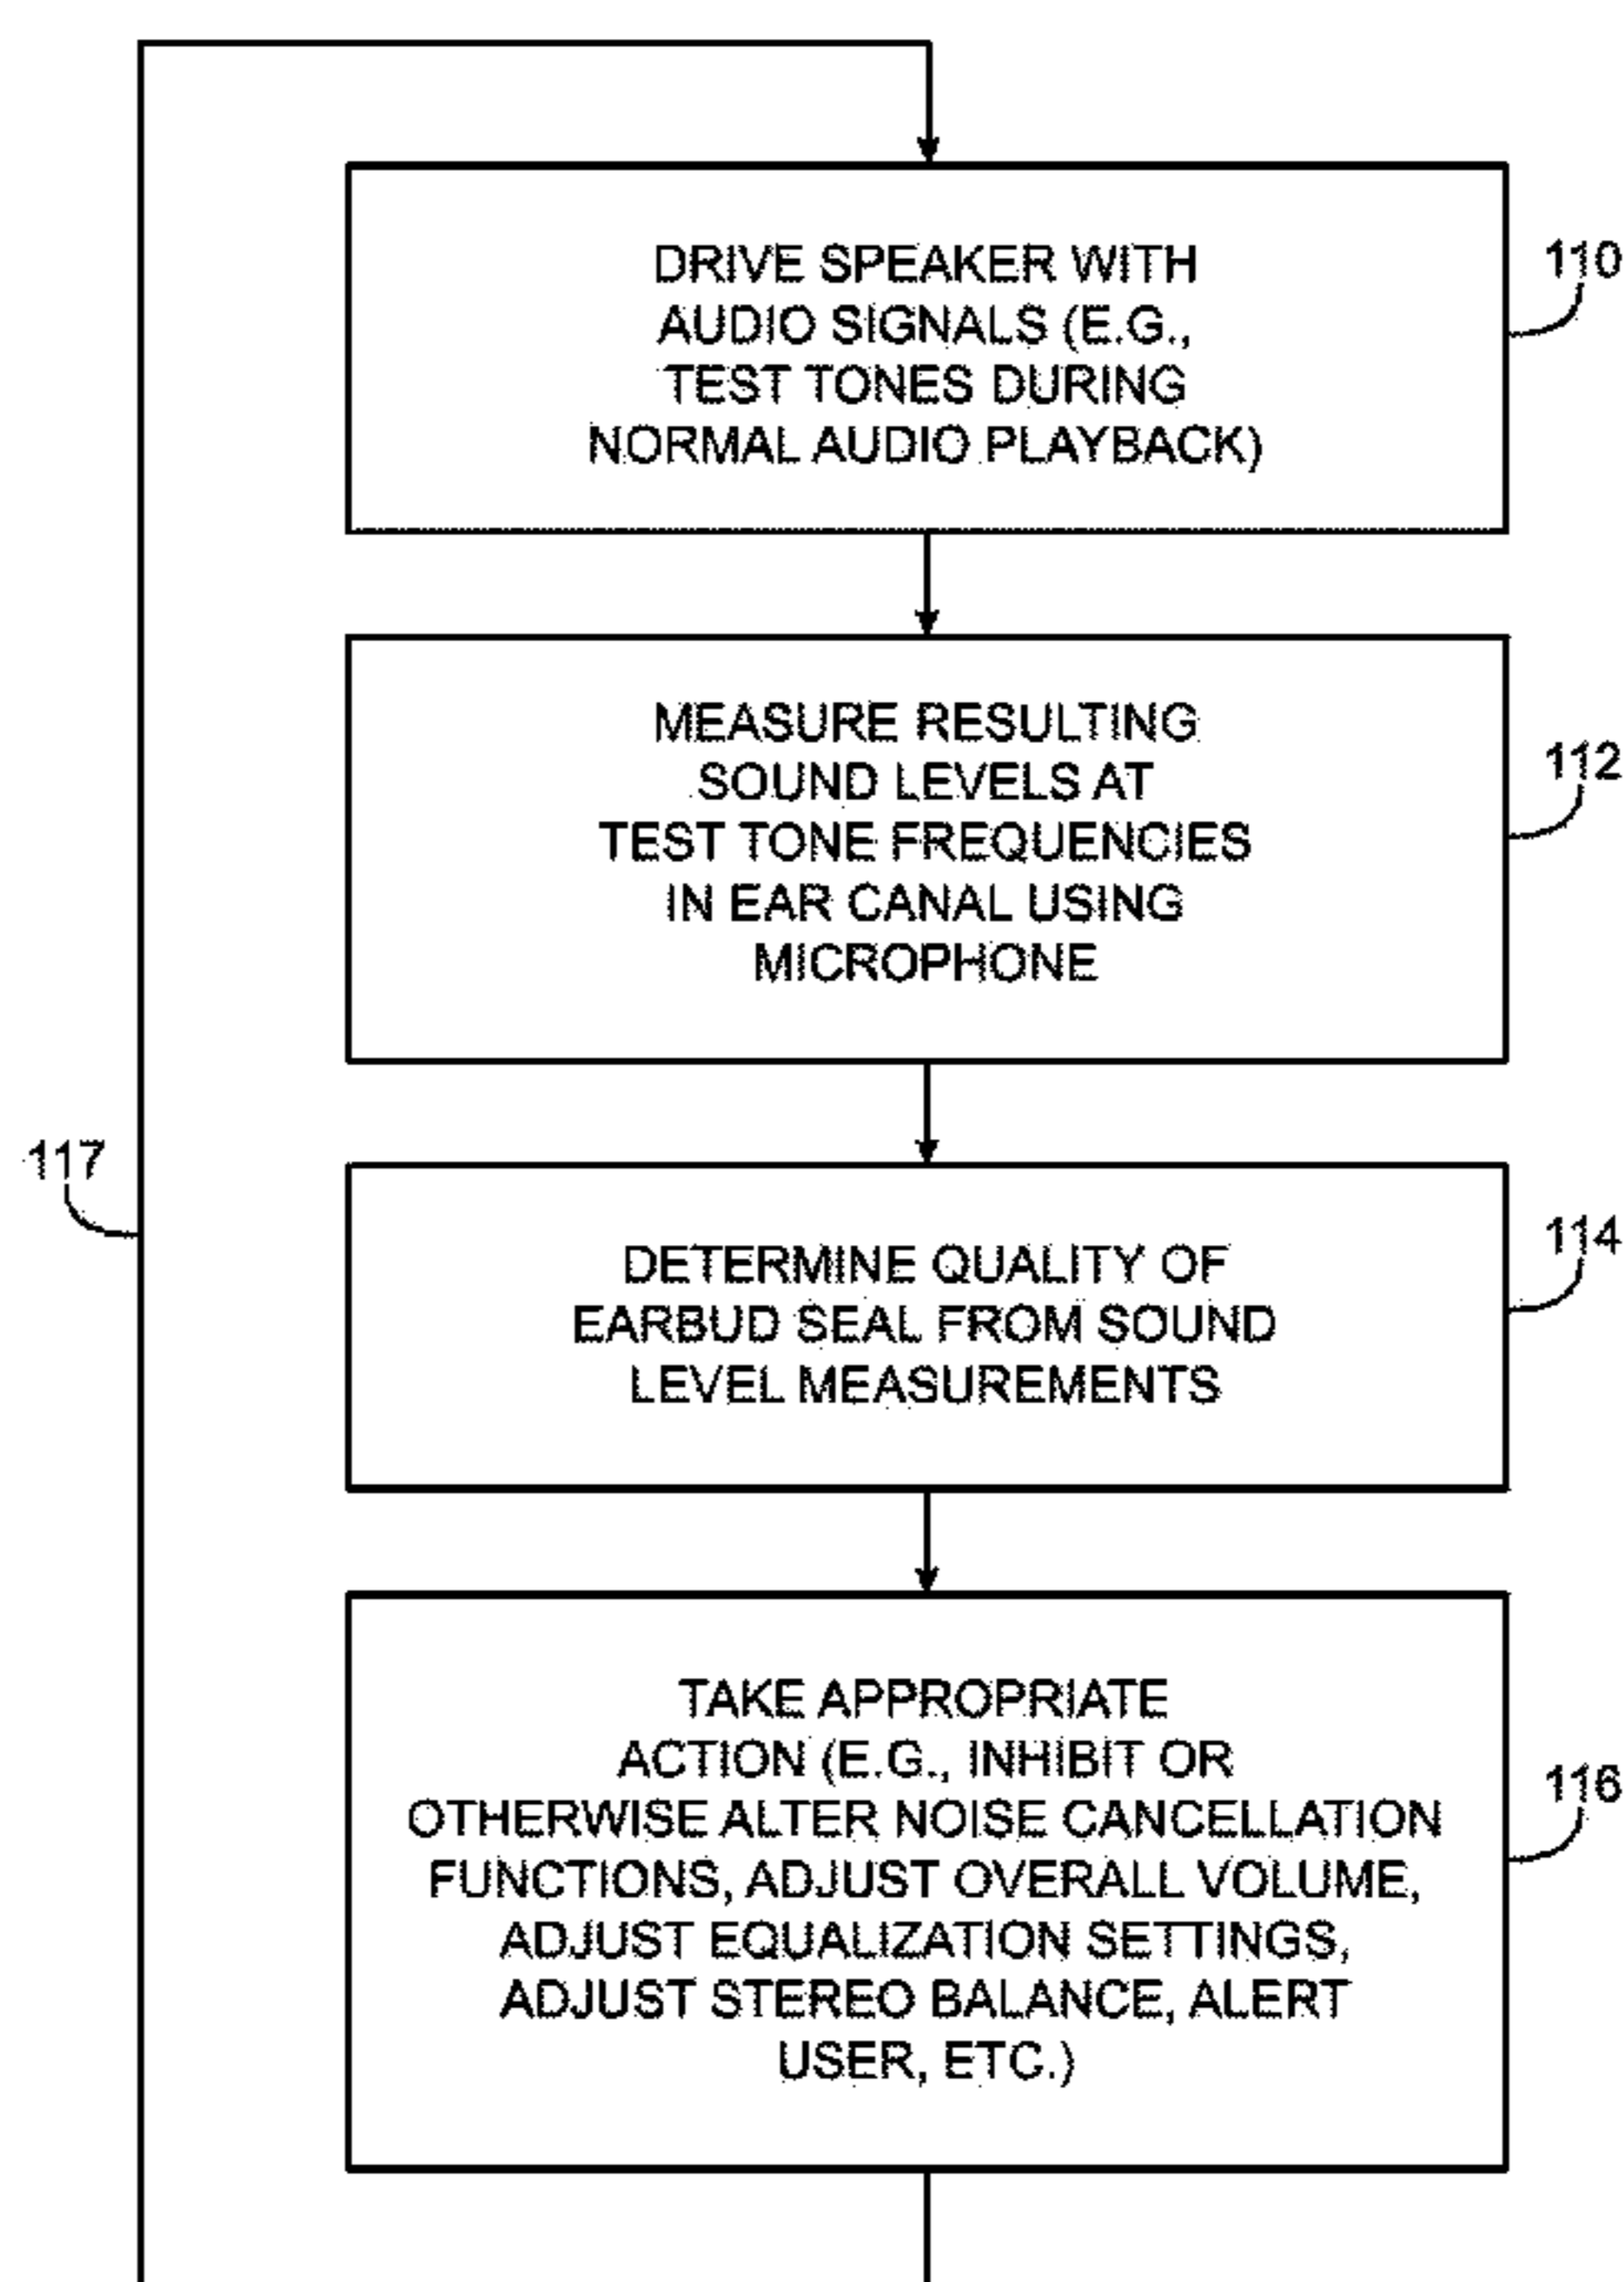 DRIVE SPEAKER WITH
AUDIO SIGNALS (E.G.,
TEST TONES DURING
NORMAL AUDIO PLAYBACK)
110
MEASURE RESULTING
SOUND LEVELS AT
TEST TONE FREQUENCIES
IN EAR CANAL USING
MICROPHONE
112
117
DETERMINE QUALITY OF
EARBUD SEAL FROM SOUND
LEVEL MEASUREMENTS
114
TAKE APPROPRIATE
ACTION (E.G., INHIBIT OR
OTHERWISE ALTER NOISE CANCELLATION
FUNCTIONS, ADJUST OVERALL VOLUME,
ADJUST EQUALIZATION SETTINGS,
ADJUST STEREO BALANCE, ALERT
USER, ETC.)
116